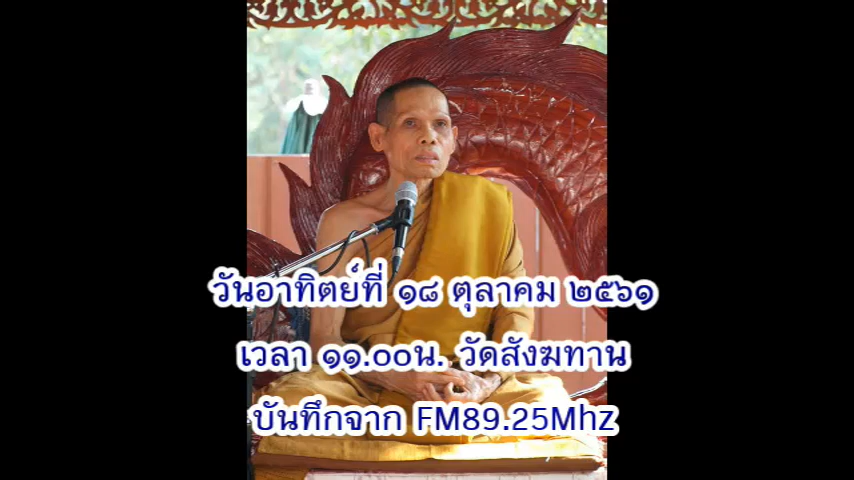 วันอาทิตย์ที่ ๑๘ ตุลาคม ๒๕๖๑
เวลา ๑๑.๐๐น. วัดสังฆทาน
บันทึกจาก FM89.25Mhz